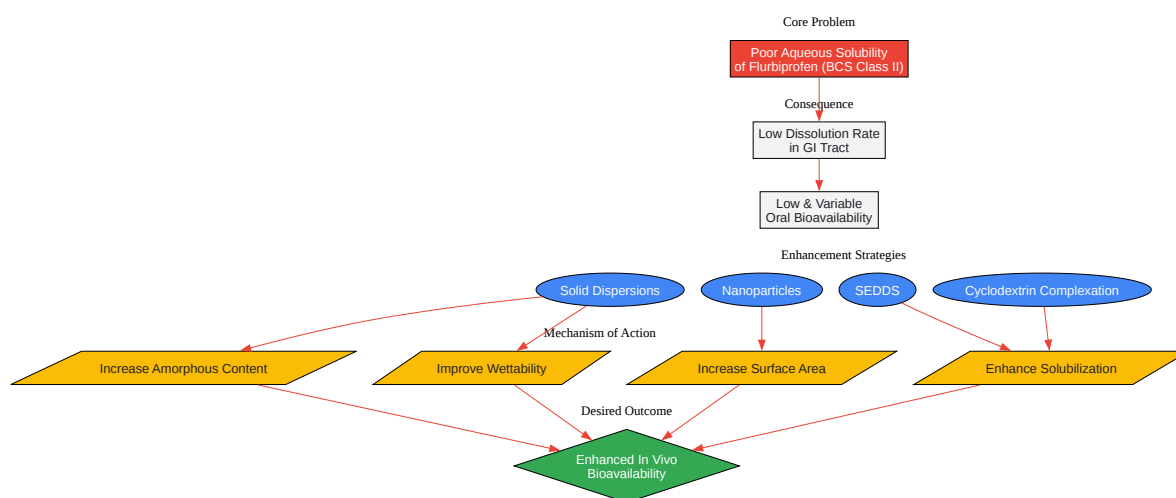 Core Problem
Poor Aqueous Solubility
of Flurbiprofen (BCS Class II)
Consequence
Low Dissolution Rate
in GI Tract
Low & Variable
Oral Bioavailability
Enhancement Strategies
Solid Dispersions
Nanoparticles
SEDDS
Cyclodextrin Complexation
Mechanism of Action
Increase Amorphous Content
Improve Wettability
Increase Surface Area
Enhance Solubilization
Desired Outcome
Enhanced In Vivo
Bioavailability